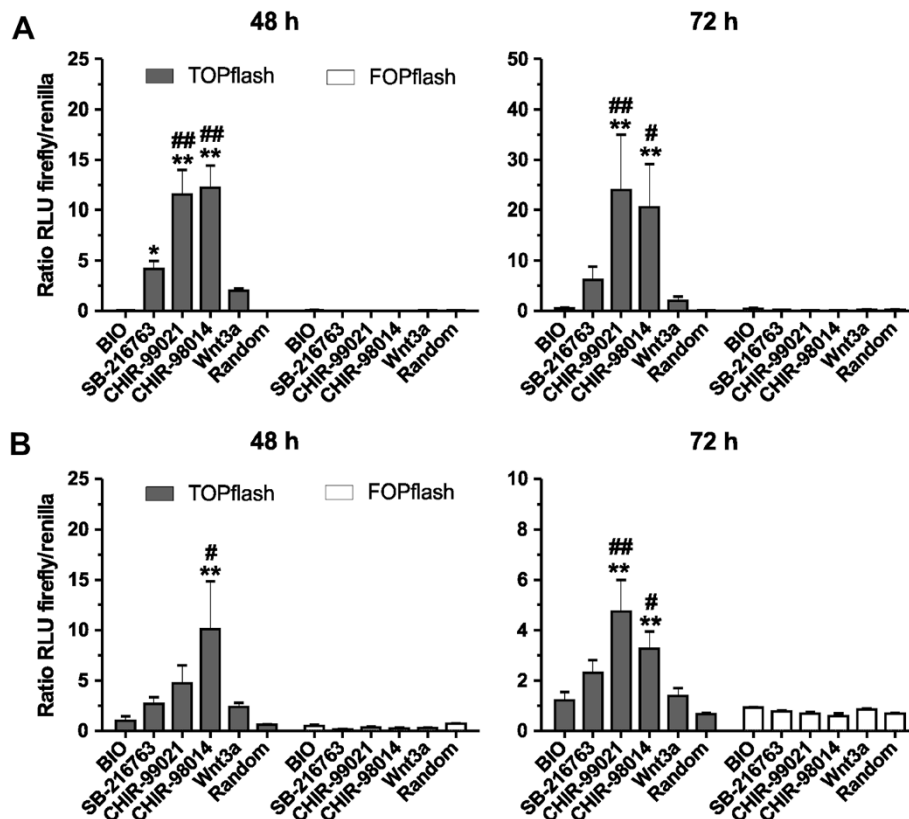 A
48 h
72 h
Ratio RLU firefly/renilla
25
20
15
10
5
0
TOPflash
FOPflash
*
##
**
##
**
BIO
SB-216763
CHIR-99021
CHIR-98014
Wnt3a
Random
BIO
SB-216763
CHIR-99021
CHIR-98014
Wnt3a
Random
50
40
30
20
10
0
##
**
#
**
BIO
SB-216763
CHIR-99021
CHIR-98014
Wnt3a
Random
BIO
SB-216763
CHIR-99021
CHIR-98014
Wnt3a
Random
B
48 h
72 h
Ratio RLU firefly/renilla
25
20
15
10
5
0
TOPflash
FOPflash
#
**
BIO
SB-216763
CHIR-99021
CHIR-98014
Wnt3a
Random
BIO
SB-216763
CHIR-99021
CHIR-98014
Wnt3a
Random
10
8
6
4
2
0
##
**
#
**
BIO
SB-216763
CHIR-99021
CHIR-98014
Wnt3a
Random
BIO
SB-216763
CHIR-99021
CHIR-98014
Wnt3a
Random